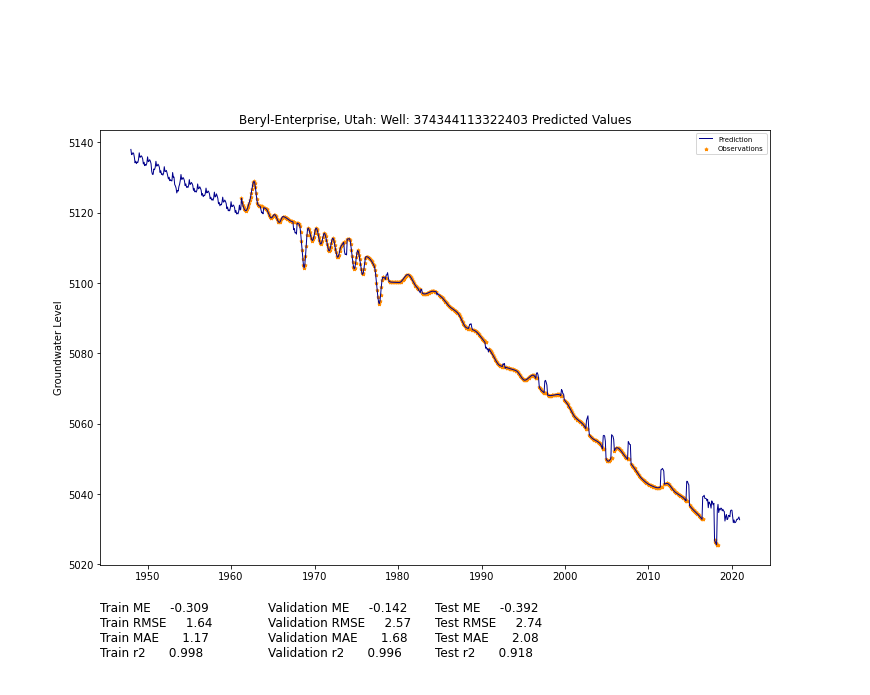 Beryl-Enterprise, Utah: Well: 374344113322403 Predicted Values
Prediction
Observations
5140
5120
5100
5080
5060
5040
5020
Groundwater Level
1950 1960 1970 1980 1990 2000 2010 2020
Train ME -0.309 Validation ME -0.142 Test ME -0.392
Train RMSE 1.64 Validation RMSE 2.57 Test RMSE 2.74
Train MAE 1.17 Validation MAE 1.68 Test MAE 2.08
Train r2 0.998 Validation r2 0.996 Test r2 0.918